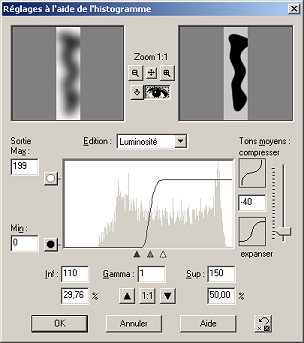 Réglages à l'aide de l'histogramme
Zoom 1:1
Sortie
Max :
199
Edition :
Luminosité
Tons moyens :
compresser
-40
Min :
0
expanser
Inf :
110
Gamma :
1
Sup :
150
29,76
%
1:1
50,00
%
OK
Annuler
Aide